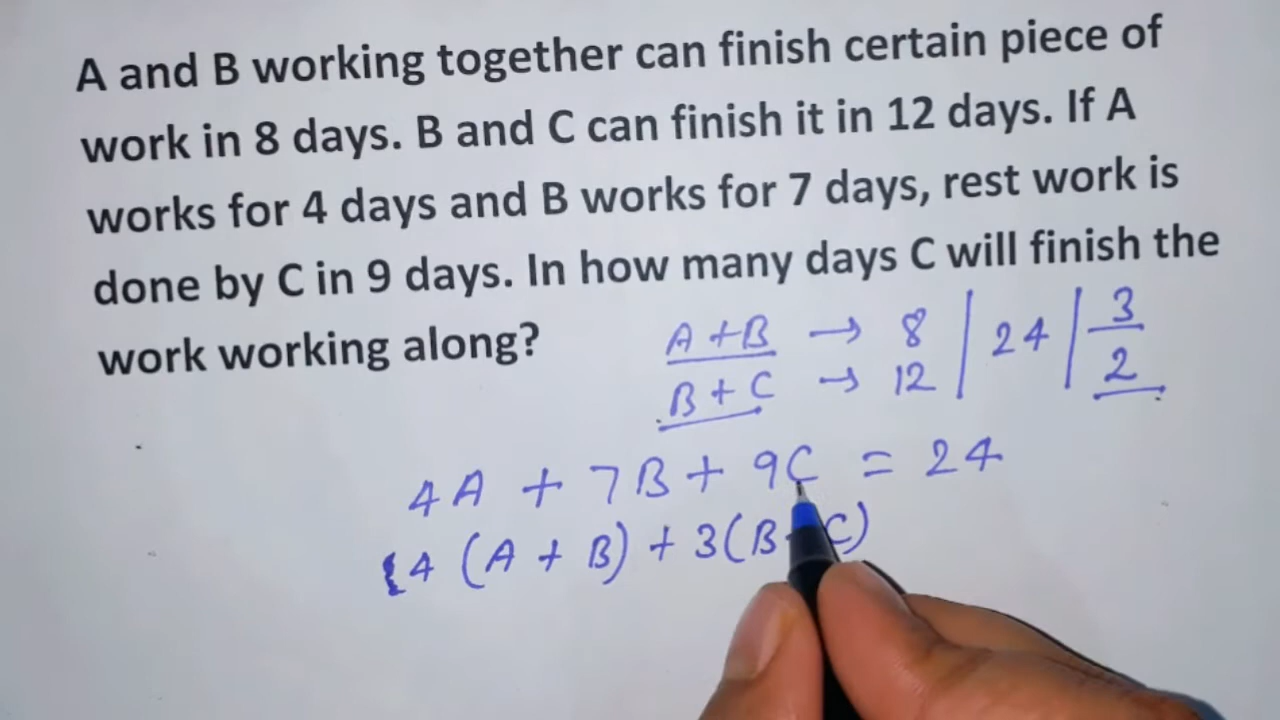 A and B working together can finish certain piece of
work in 8 days. B and C can finish it in 12 days. If A
works for 4 days and B works for 7 days, rest work is
done by C in 9 days. In how many days C will finish the
work working along?
A + B → 8 | 24 | 3
B + C → 12 2
4A + 7B + 9C = 24
4 (A + B) + 3 (B + C)